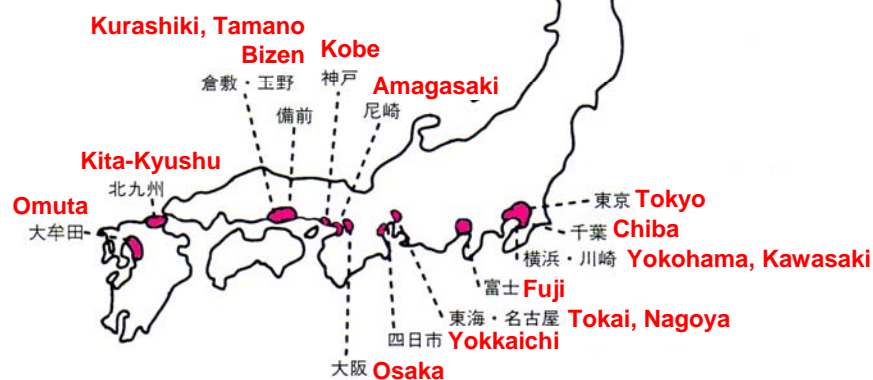 Kurashiki, Tamano
Bizen
Kobe
倉敷・玉野
神戸
Amagasaki
備前
尼崎
Kita-Kyushu
北九州
Omuta
大牟田
東京 Tokyo
千葉 Chiba
横浜・川崎 Yokohama, Kawasaki
富士 Fuji
東海・名古屋 Tokai, Nagoya
四日市 Yokkaichi
大阪 Osaka